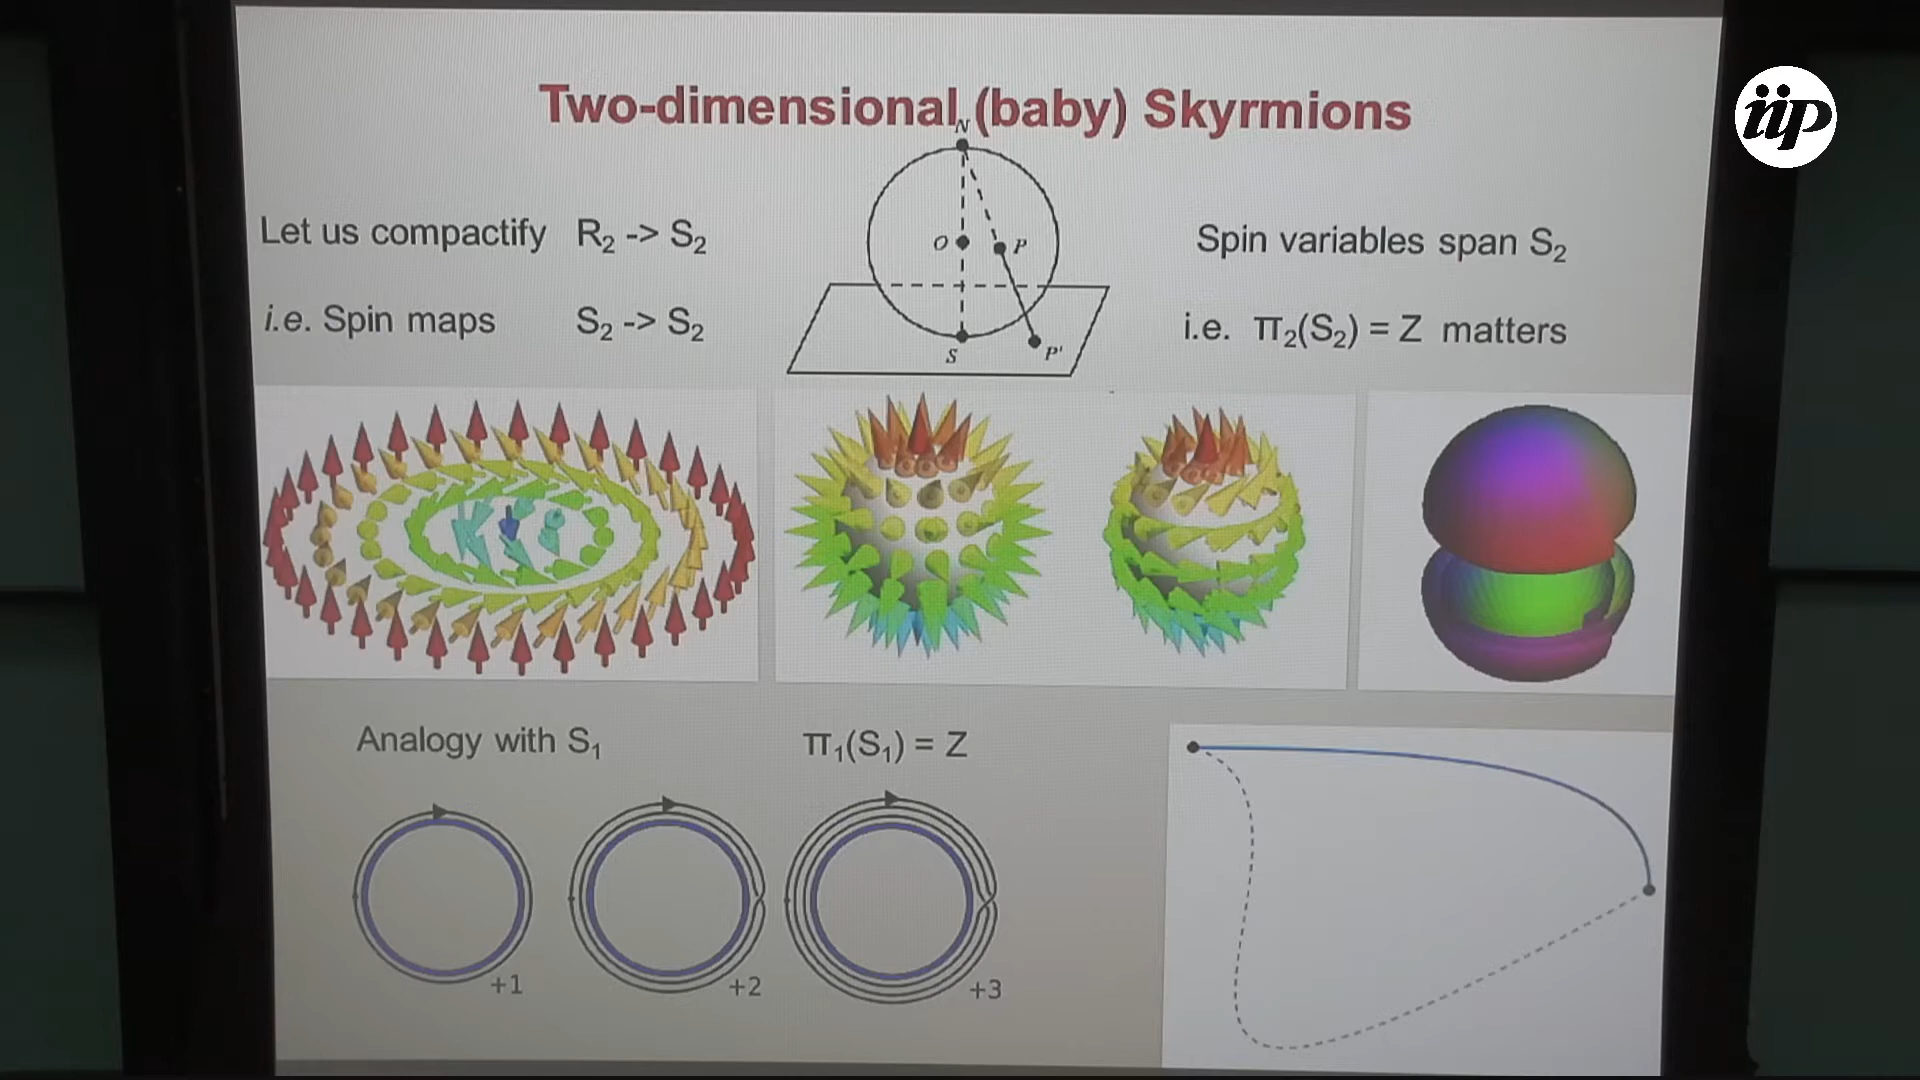 iip
Two-dimensional (baby) Skyrmions
N
Let us compactify R₂ -> S₂
O
P
Spin variables span S₂
i.e. Spin maps S₂ -> S₂
S
P'
i.e. π₂(S₂) = Z matters
Analogy with S₁
π₁(S₁) = Z
+1
+2
+3